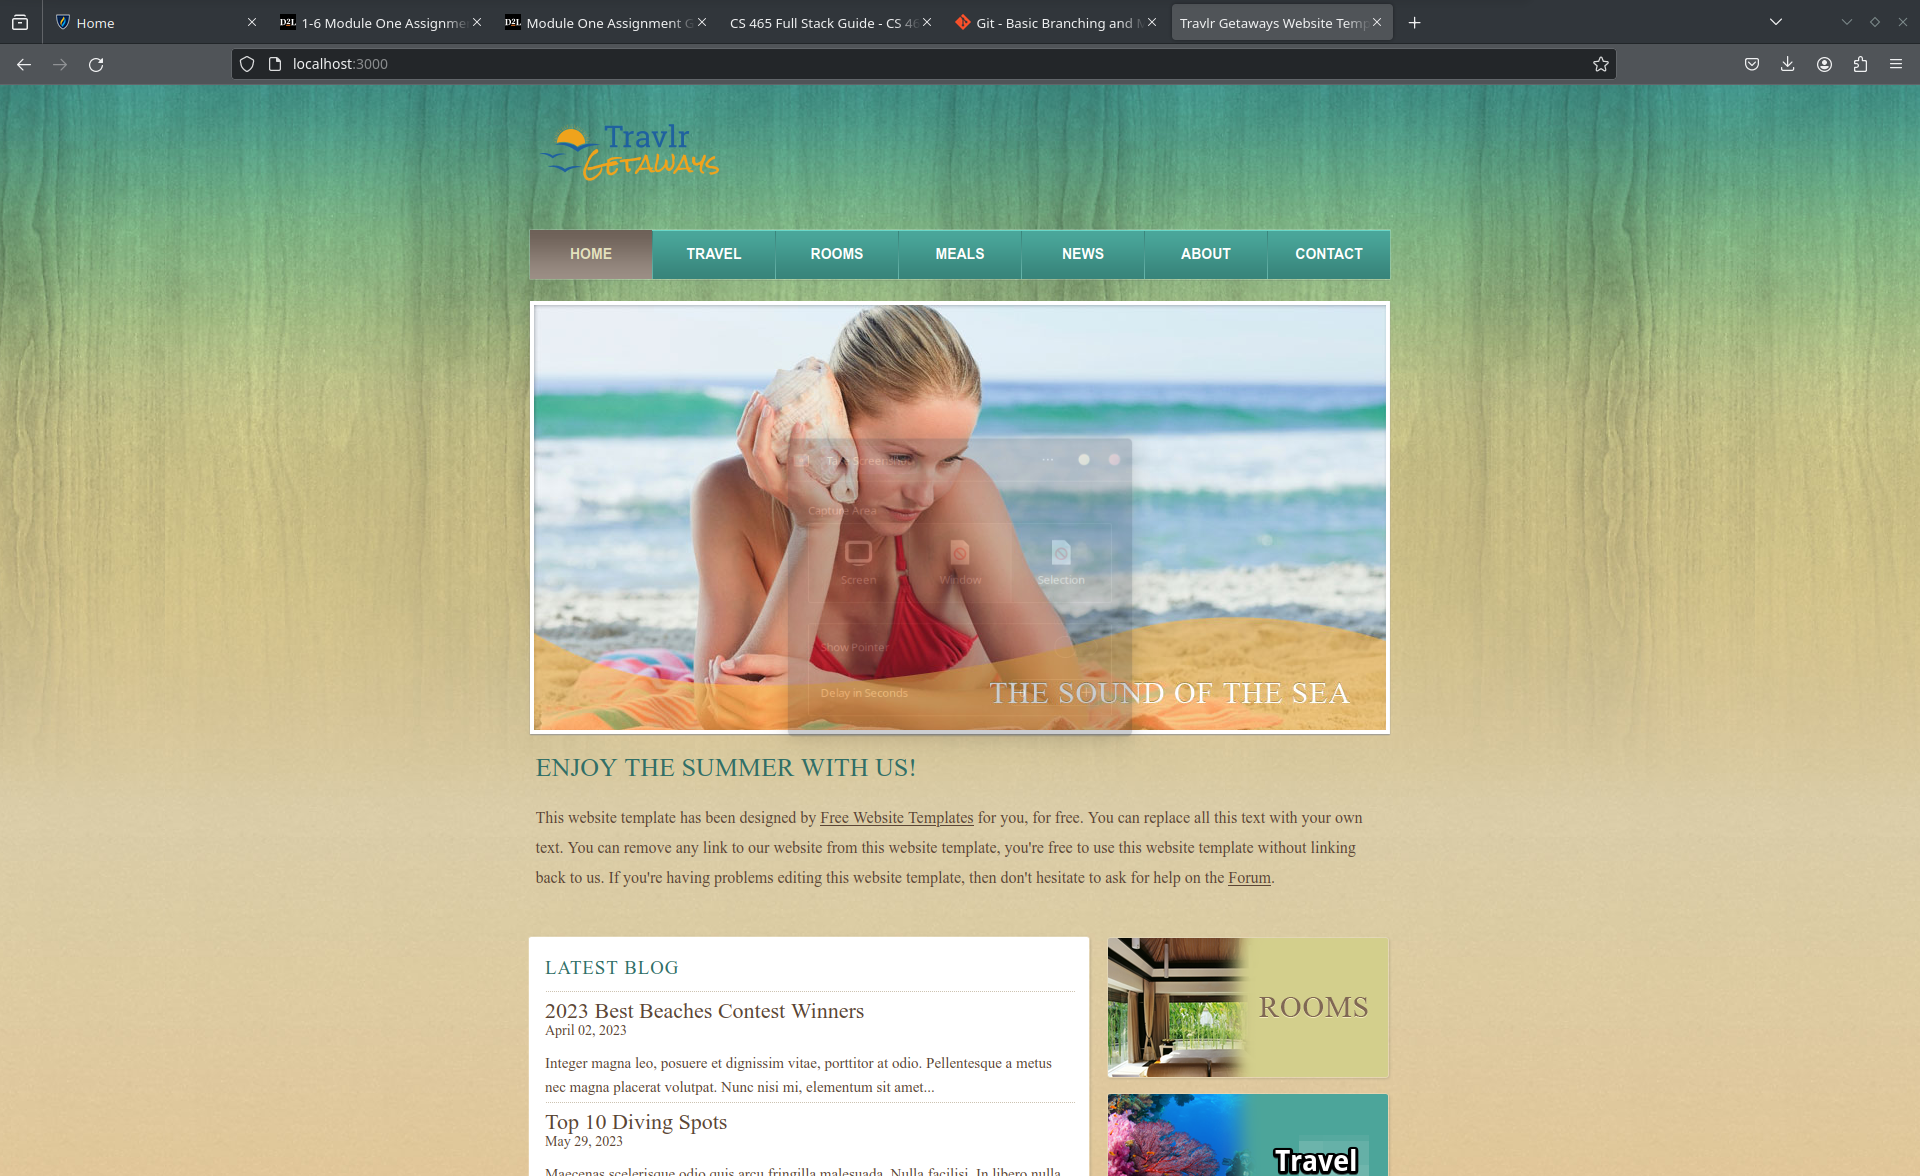 Home
1-6 Module One Assignme
Module One Assignment G
CS 465 Full Stack Guide - CS 46
Git - Basic Branching and M
Travlr Getaways Website Temp
localhost:3000
Travlr
Getaways
HOME
TRAVEL
ROOMS
MEALS
NEWS
ABOUT
CONTACT
Take Screenshot
Capture Area
Screen
Window
Selection
Show Pointer
Delay in Seconds
THE SOUND OF THE SEA
ENJOY THE SUMMER WITH US!
This website template has been designed by Free Website Templates for you, for free. You can replace all this text with your own
text. You can remove any link to our website from this website template, you're free to use this website template without linking
back to us. If you're having problems editing this website template, then don't hesitate to ask for help on the Forum.
LATEST BLOG
2023 Best Beaches Contest Winners
April 02, 2023
Integer magna leo, posuere et dignissim vitae, porttitor at odio. Pellentesque a metus
nec magna placerat volutpat. Nunc nisi mi, elementum sit amet...
Top 10 Diving Spots
May 29, 2023
Maecenas scelerisque odio quis arcu fringilla malesuada. Nulla facilisi. In libero nulla
ROOMS
Travel